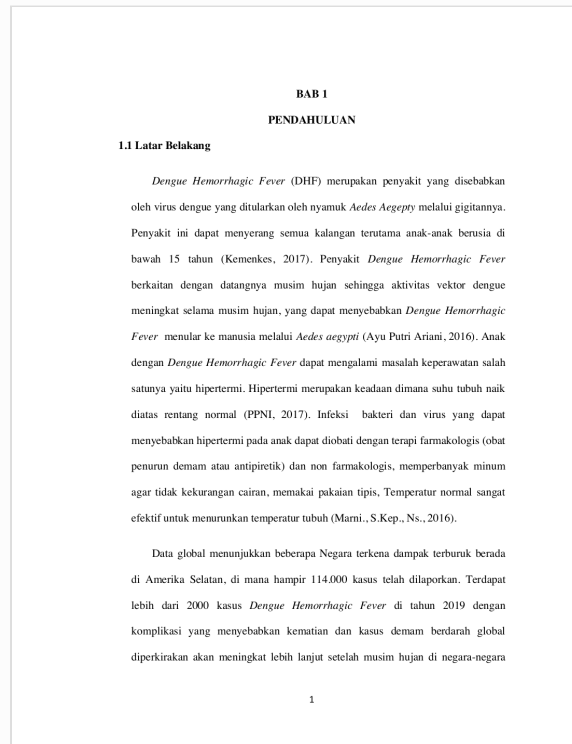 BAB 1
PENDAHULUAN
1.1 Latar Belakang
Dengue Hemorrhagic Fever (DHF) merupakan penyakit yang disebabkan
oleh virus dengue yang ditularkan oleh nyamuk Aedes Aegepty melalui gigitannya.
Penyakit ini dapat menyerang semua kalangan terutama anak-anak berusia di
bawah 15 tahun (Kemenkes, 2017). Penyakit Dengue Hemorrhagic Fever
berkaitan dengan datangnya musim hujan sehingga aktivitas vektor dengue
meningkat selama musim hujan, yang dapat menyebabkan Dengue Hemorrhagic
Fever menular ke manusia melalui Aedes aegypti (Ayu Putri Ariani, 2016). Anak
dengan Dengue Hemorrhagic Fever dapat mengalami masalah keperawatan salah
satunya yaitu hipertermi. Hipertermi merupakan keadaan dimana suhu tubuh naik
diatas rentang normal (PPNI, 2017). Infeksi bakteri dan virus yang dapat
menyebabkan hipertermi pada anak dapat diobati dengan terapi farmakologis (obat
penurun demam atau antipiretik) dan non farmakologis, memperbanyak minum
agar tidak kekurangan cairan, memakai pakaian tipis, Temperatur normal sangat
efektif untuk menurunkan temperatur tubuh (Marni., S.Kep., Ns., 2016).
Data global menunjukkan beberapa Negara terkena dampak terburuk berada
di Amerika Selatan, di mana hampir 114.000 kasus telah dilaporkan. Terdapat
lebih dari 2000 kasus Dengue Hemorrhagic Fever di tahun 2019 dengan
komplikasi yang menyebabkan kematian dan kasus demam berdarah global
diperkirakan akan meningkat lebih lanjut setelah musim hujan di negara-negara
1